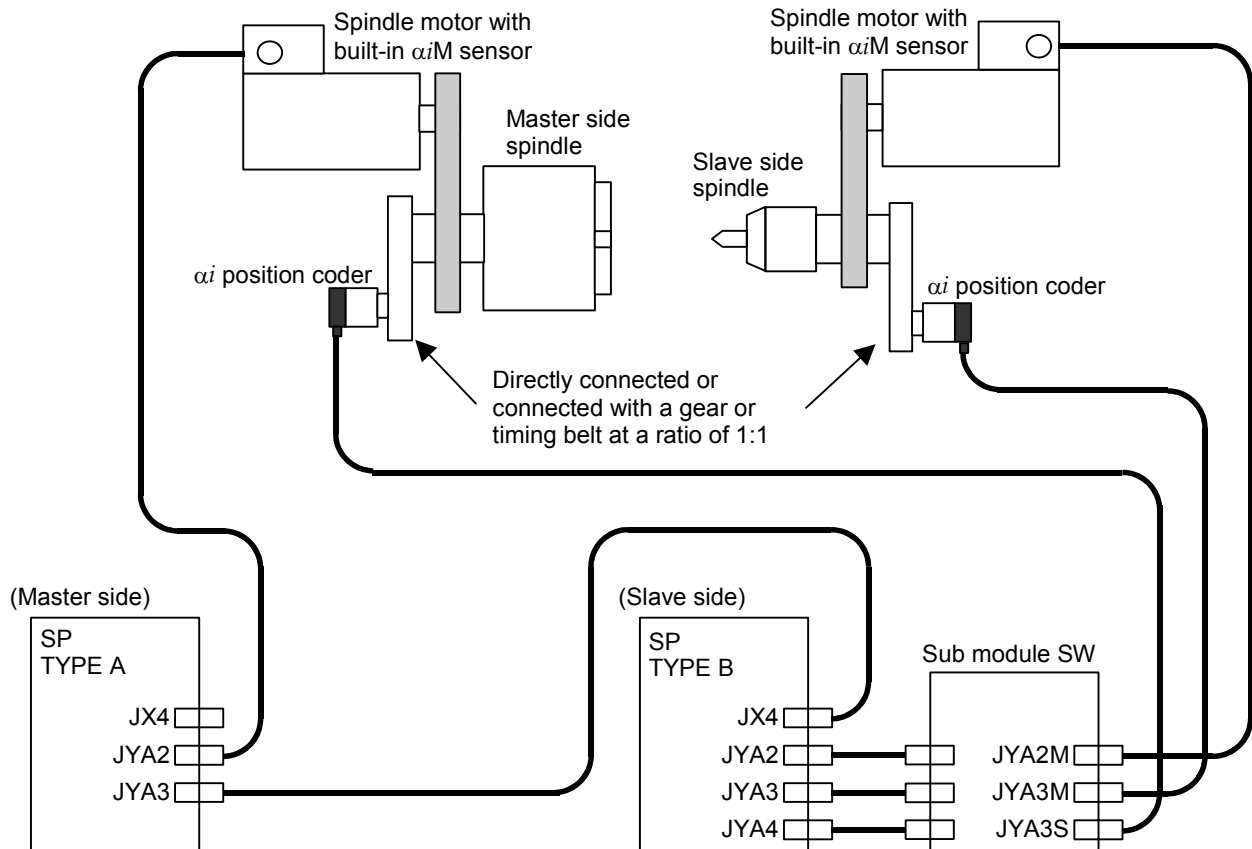 Spindle motor with
built-in αiM sensor
Spindle motor with
built-in αiM sensor
Master side
spindle
Slave side
spindle
αi position coder
αi position coder
Directly connected or
connected with a gear or
timing belt at a ratio of 1:1
(Master side)
SP
TYPE A
JX4
JYA2
JYA3
(Slave side)
SP
TYPE B
JX4
JYA2
JYA3
JYA4
Sub module SW
JYA2M
JYA3M
JYA3S